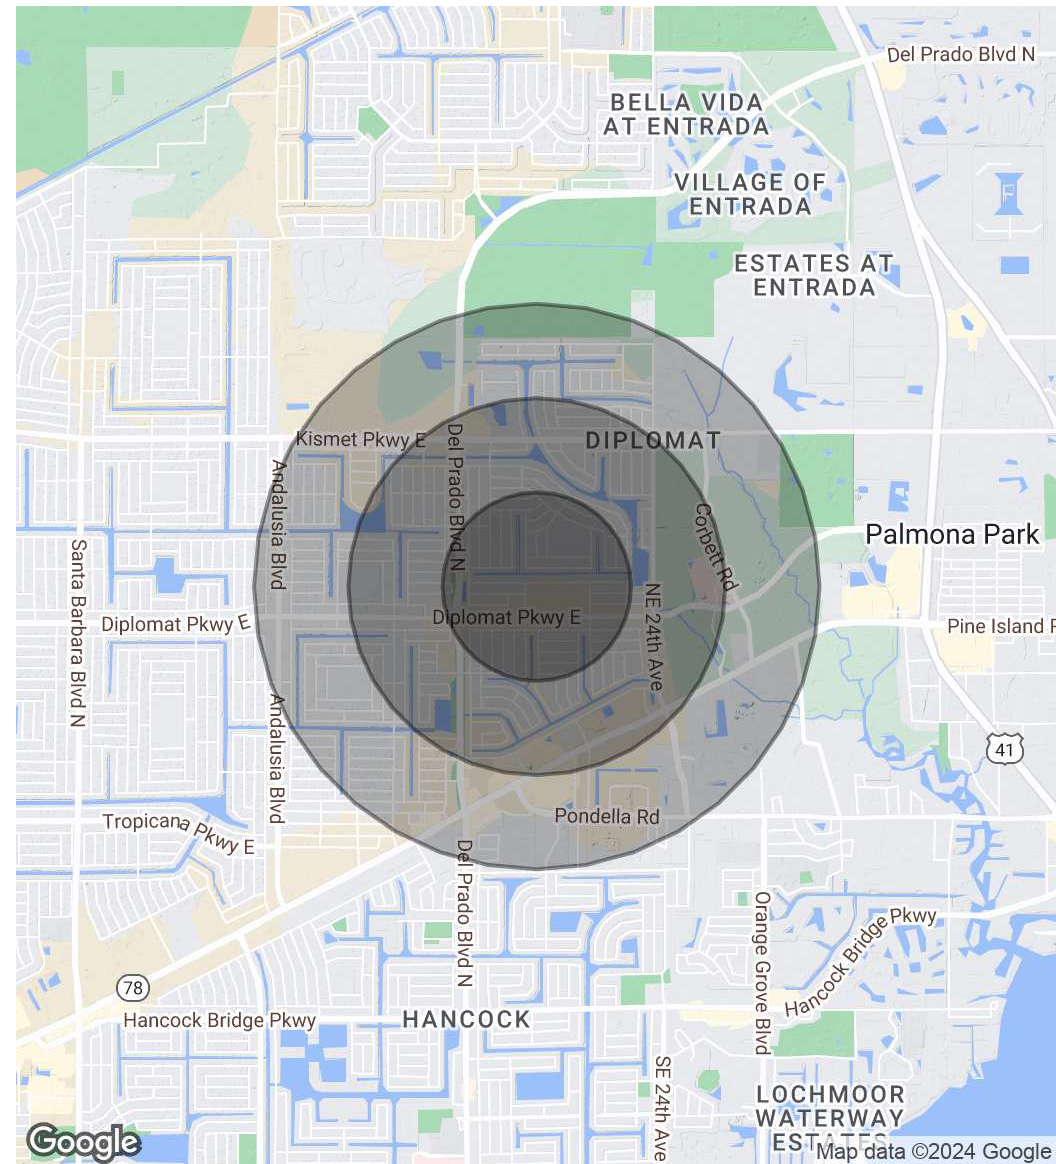 Del Prado Blvd N
BELLA VIDA
AT ENTRADA
VILLAGE OF
ENTRADA
ESTATES AT
ENTRADA
Kismet Pkwy E
DIPLOMAT
Del Prado Blvd N
Andalusia Blvd
Corbett Rd
Palmona Park
Santa Barbara Blvd N
Diplomat Pkwy E
Diplomat Pkwy E
NE 24th Ave
Pine Island R
Andalusia Blvd
41
Tropicana Pkwy E
Pondella Rd
Del Prado Blvd N
Orange Grove Blvd
Hancock Bridge Pkwy
78
Hancock Bridge Pkwy
HANCOCK
SE 24th Ave
LOCHMOOR
WATERWAY
ESTATES
Google
Map data ©2024 Google